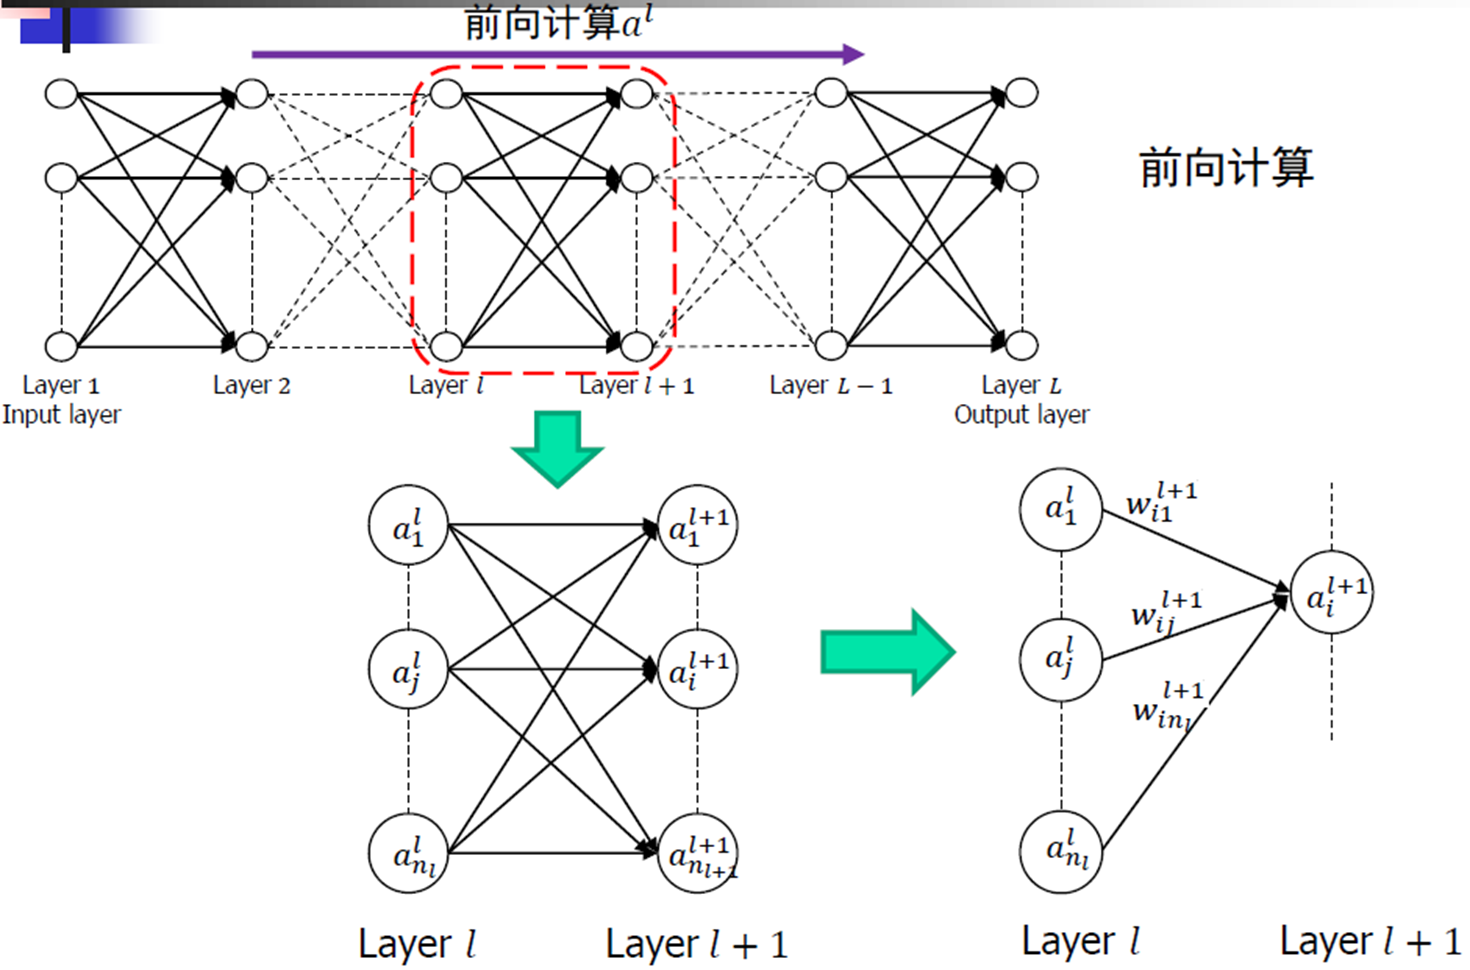 前向计算a^l
前向计算
Layer 1
Input layer
Layer 2
Layer l
Layer l + 1
Layer L − 1
Layer L
Output layer
a_1^l
a_1^{l+1}
a_j^l
a_i^{l+1}
a_{n_l}^l
a_{n_{l+1}}^{l+1}
Layer l
Layer l + 1
a_1^l
w_{i1}^{l+1}
a_i^{l+1}
w_{ij}^{l+1}
a_j^l
w_{in_l}^{l+1}
a_{n_l}^l
Layer l
Layer l + 1